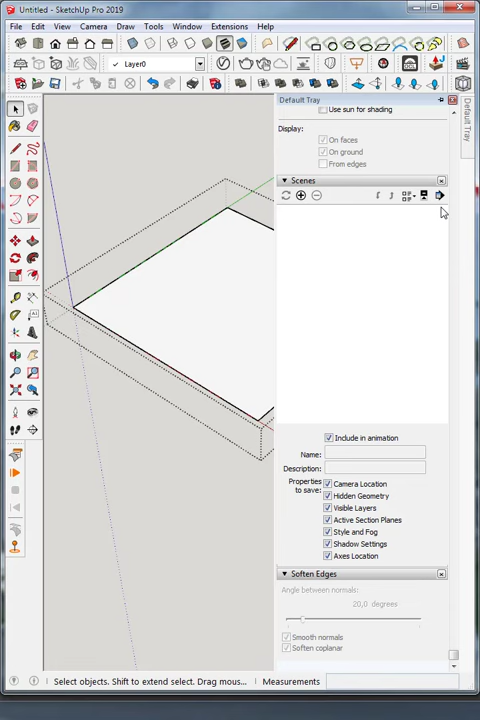 Untitled - SketchUp Pro 2019
File Edit View Camera Draw Tools Window Extensions Help
Layer0
Default Tray
Default Tray
Use sun for shading
Display:
On faces
On ground
From edges
Scenes
A1
Include in animation
Name:
Description:
Properties
to save:
Camera Location
Hidden Geometry
Visible Layers
Active Section Planes
Style and Fog
Shadow Settings
Axes Location
Soften Edges
Angle between normals:
20,0 degrees
Smooth normals
Soften coplanar
Select objects. Shift to extend select. Drag mou... Measurements